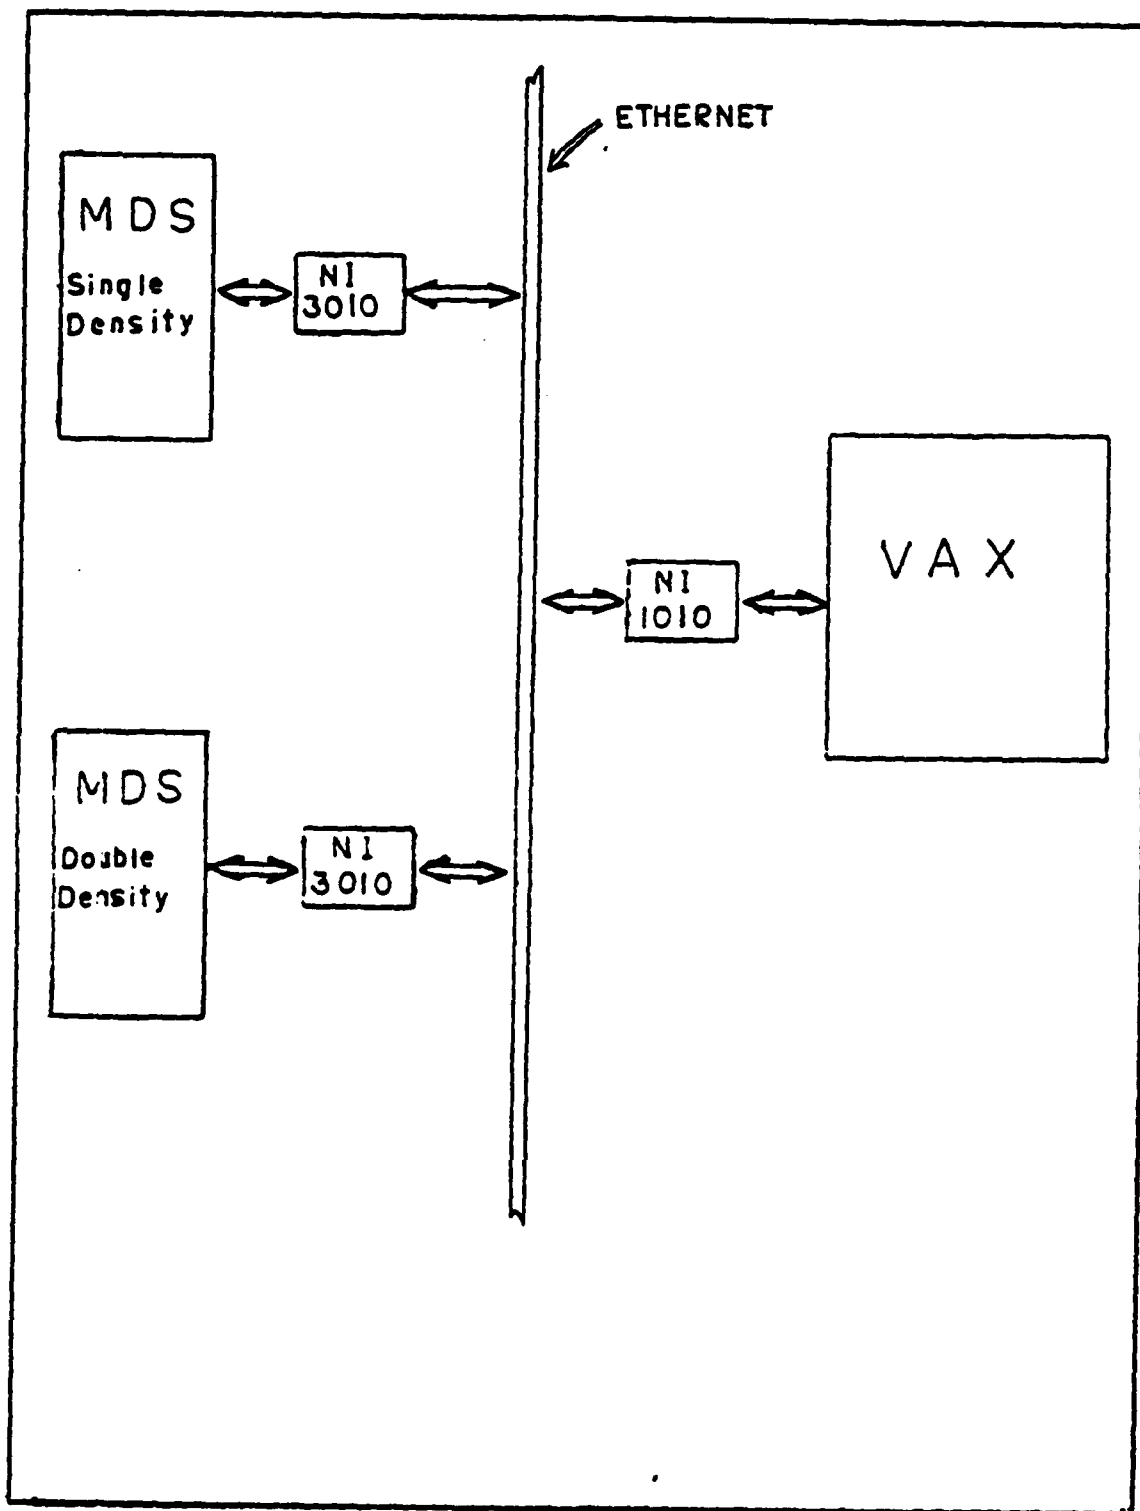 ETHERNET
MDS
Single
Density
NI
3010
VAX
NI
1010
MDS
Double
Density
NI
3010